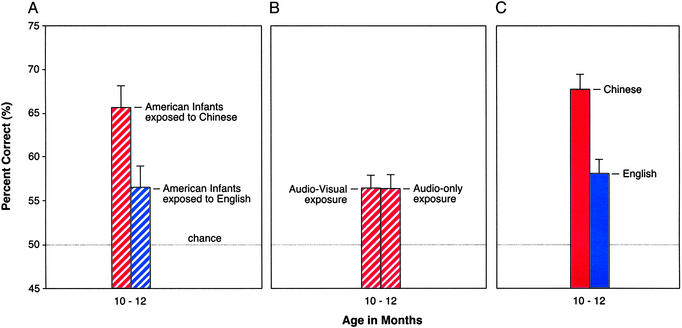 A
B
C
Percent Correct (%)
75
70
65
60
55
50
45
American Infants
exposed to Chinese
American Infants
exposed to English
chance
10 - 12
Audio-Visual
exposure
Audio-only
exposure
10 - 12
Chinese
English
10 - 12
Age in Months